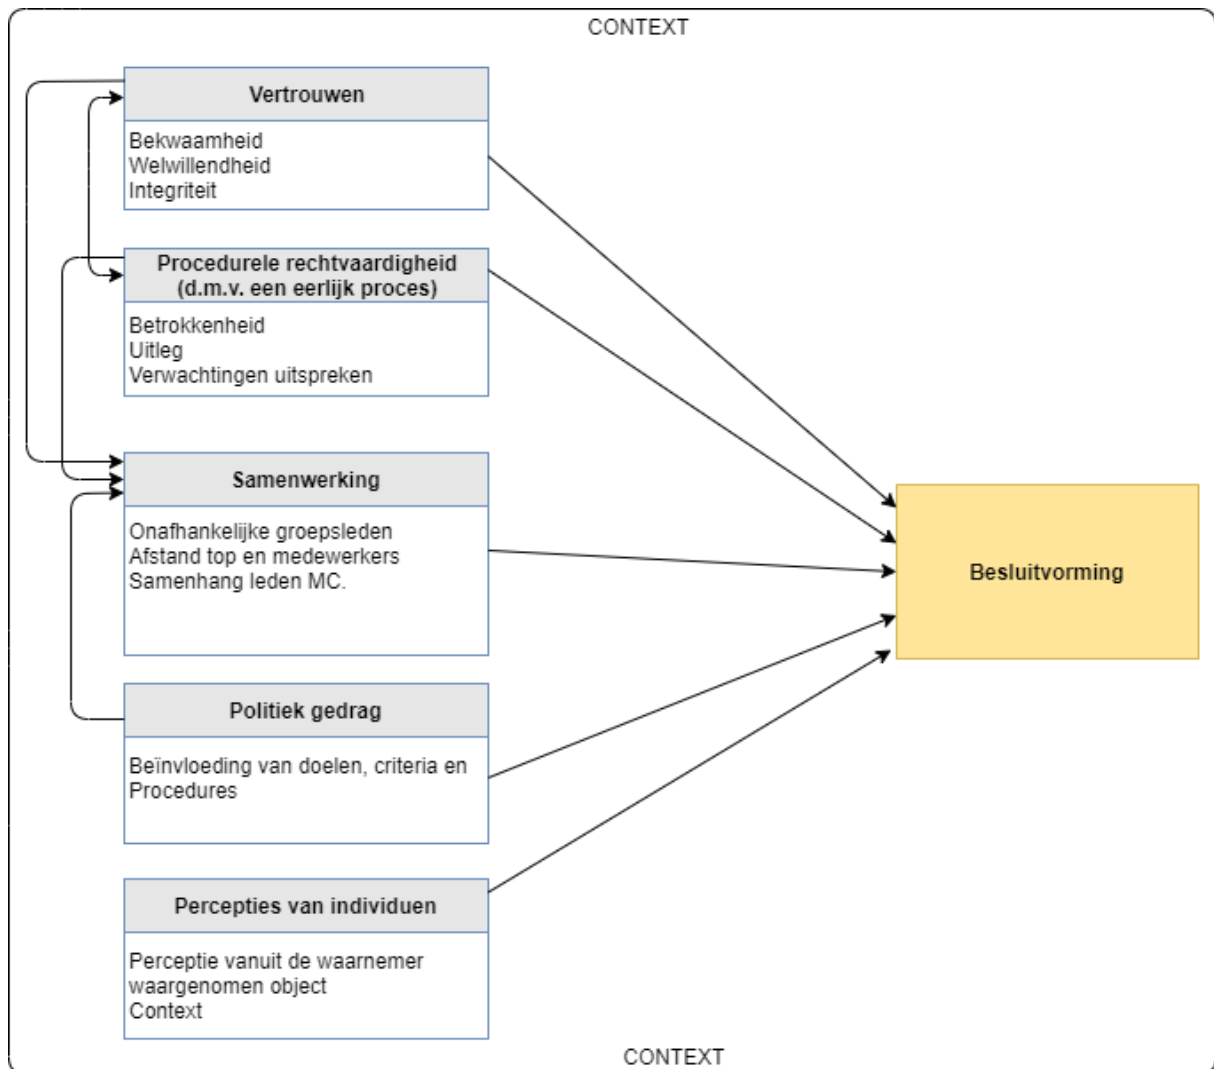 CONTEXT
Vertrouwen
Bekwaamheid
Welwillendheid
Integriteit
Procedurele rechtvaardigheid
(d.m.v. een eerlijk proces)
Betrokkenheid
Uitleg
Verwachtingen uitspreken
Samenwerking
Onafhankelijke groepsleden
Afstand top en medewerkers
Samenhang leden MC.
Besluitvorming
Politiek gedrag
Beïnvloeding van doelen, criteria en
Procedures
Percepties van individuen
Perceptie vanuit de waarnemer
waargenomen object
Context
CONTEXT